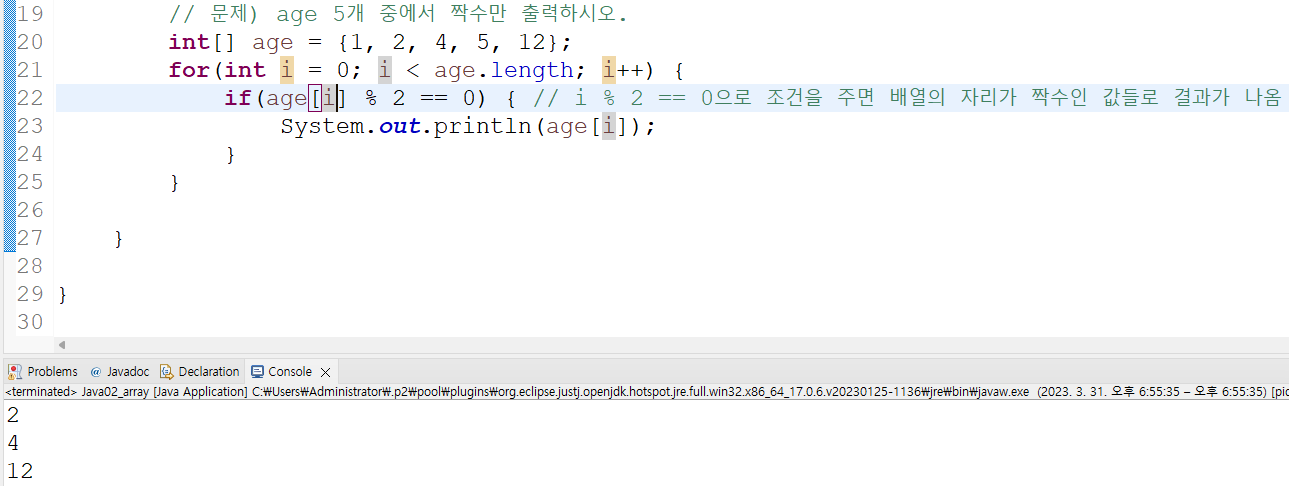 19 // 문제) age 5개 중에서 짝수만 출력하시오.
20 int[] age = {1, 2, 4, 5, 12};
21 for(int i = 0; i < age.length; i++) {
22 if(age[i] % 2 == 0) { // i % 2 == 0으로 조건을 주면 배열의 자리가 짝수인 값들로 결과가 나옴
23 System.out.println(age[i]);
24 }
25 }
26
27 }
28
29 }
30
Problems @ Javadoc Declaration Console
<terminated> Java02_array [Java Application] C:₩Users₩Administrator₩.p2₩pool₩plugins₩org.eclipse.justj.openjdk.hotspot.jre.full.win32.x86_64_17.0.6.v20230125-1136₩jre₩bin₩javaw.exe (2023. 3. 31. 오후 6:55:35 – 오후 6:55:35) [pid
2
4
12